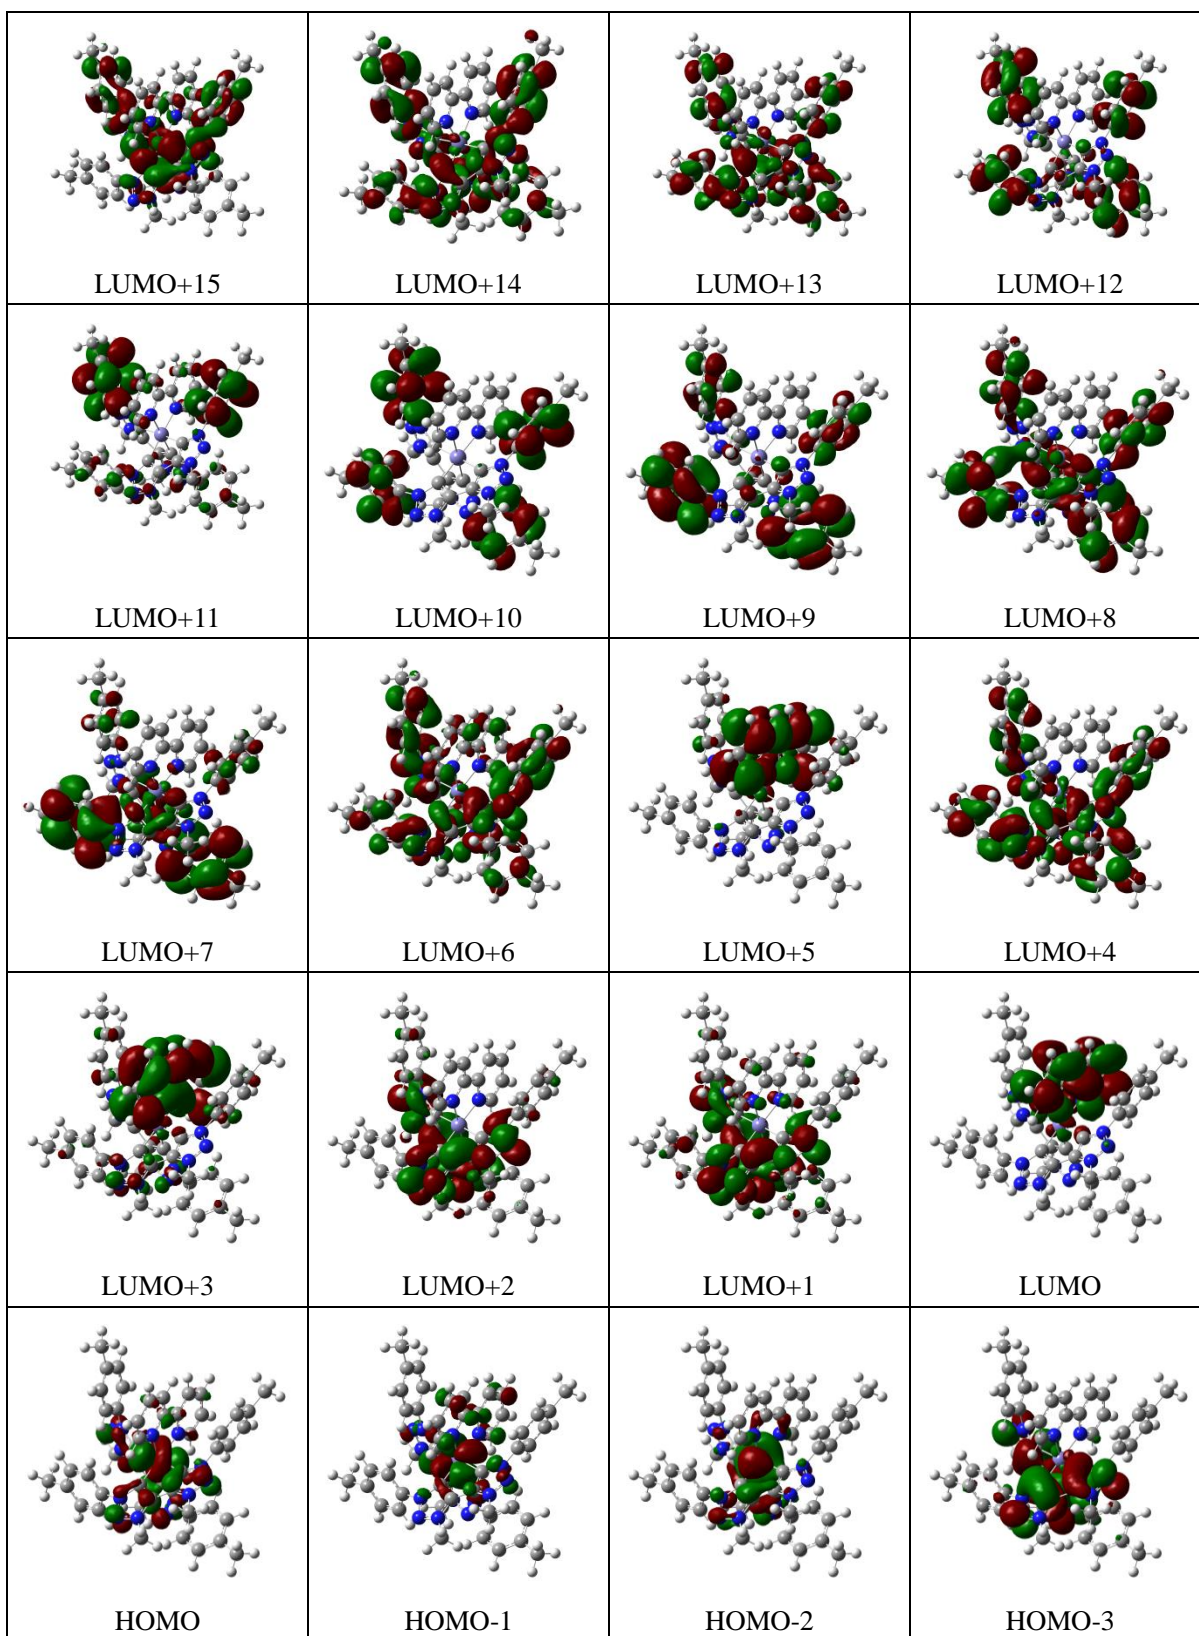 LUMO+15 LUMO+14 LUMO+13 LUMO+12
LUMO+11 LUMO+10 LUMO+9 LUMO+8
LUMO+7 LUMO+6 LUMO+5 LUMO+4
LUMO+3 LUMO+2 LUMO+1 LUMO
HOMO HOMO-1 HOMO-2 HOMO-3